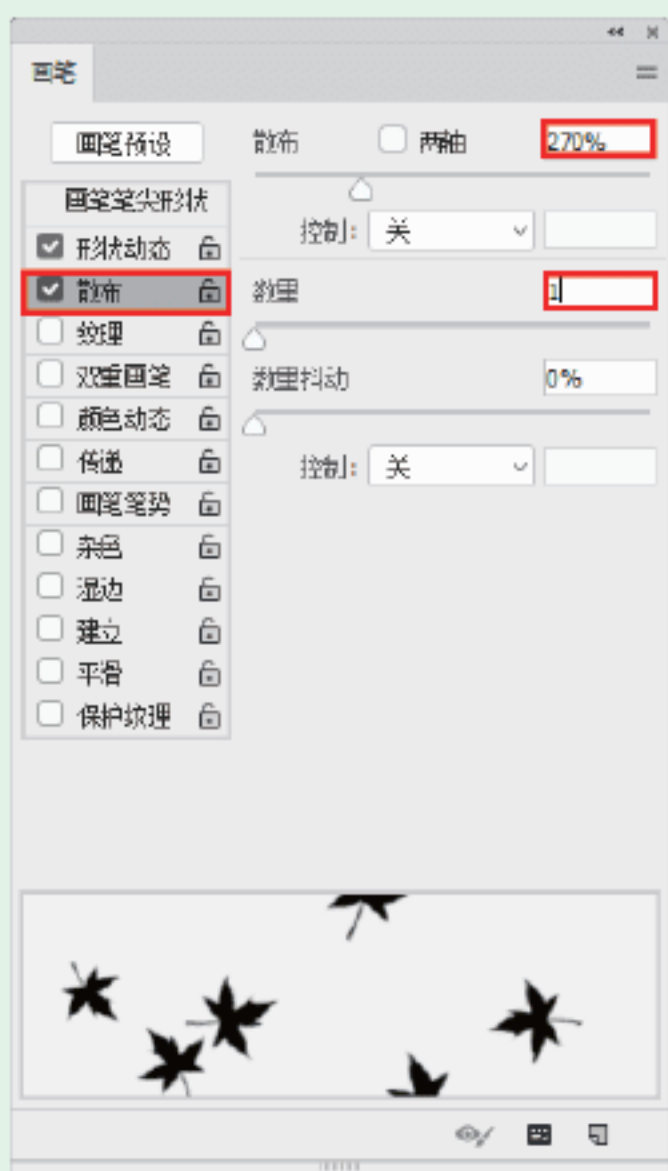 画笔
画笔预设
散布 两轴 270%
画笔笔尖形状
控制： 关
形状动态
散布
数量 1
纹理
双重画笔
数量抖动 0%
颜色动态
传递
控制： 关
画笔笔势
杂色
湿边
建立
平滑
保护纹理